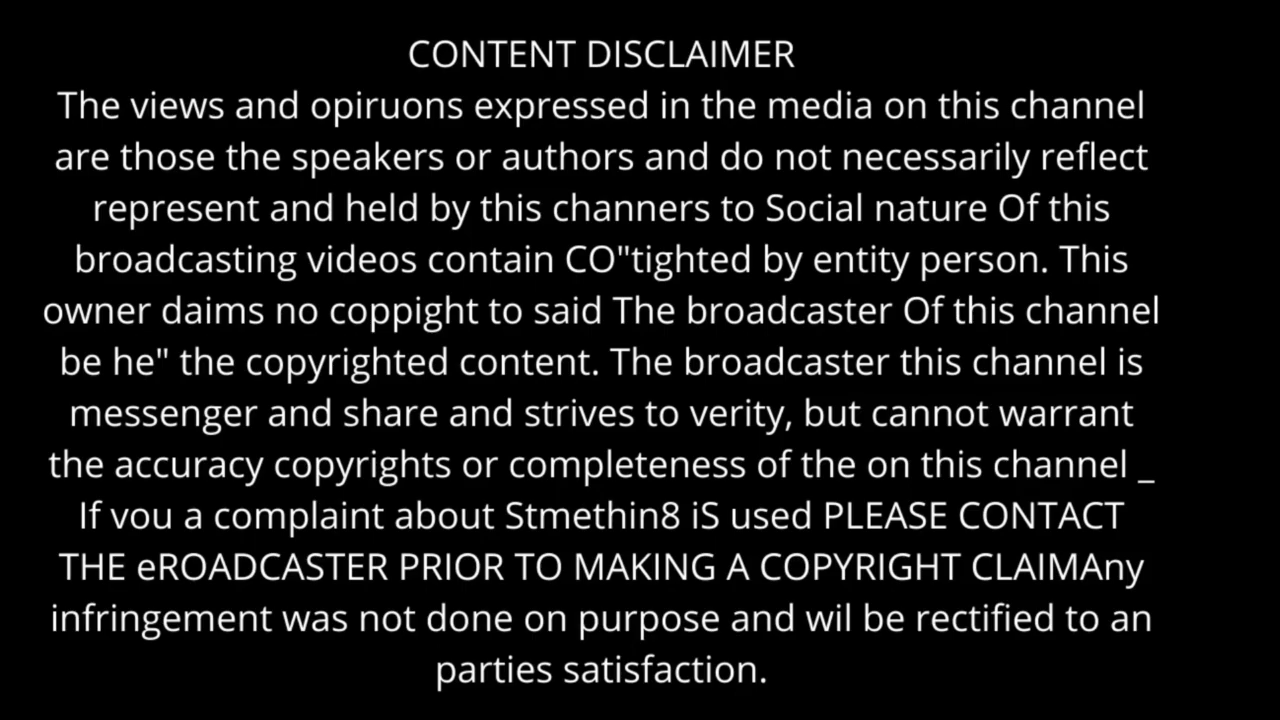 CONTENT DISCLAIMER
The views and opiruons expressed in the media on this channel
are those the speakers or authors and do not necessarily reflect
represent and held by this channers to Social nature Of this
broadcasting videos contain CO"tighted by entity person. This
owner daims no coppight to said The broadcaster Of this channel
be he" the copyrighted content. The broadcaster this channel is
messenger and share and strives to verity, but cannot warrant
the accuracy copyrights or completeness of the on this channel _
If vou a complaint about Stmethin8 iS used PLEASE CONTACT
THE eROADCASTER PRIOR TO MAKING A COPYRIGHT CLAIMAny
infringement was not done on purpose and wil be rectified to an
parties satisfaction.